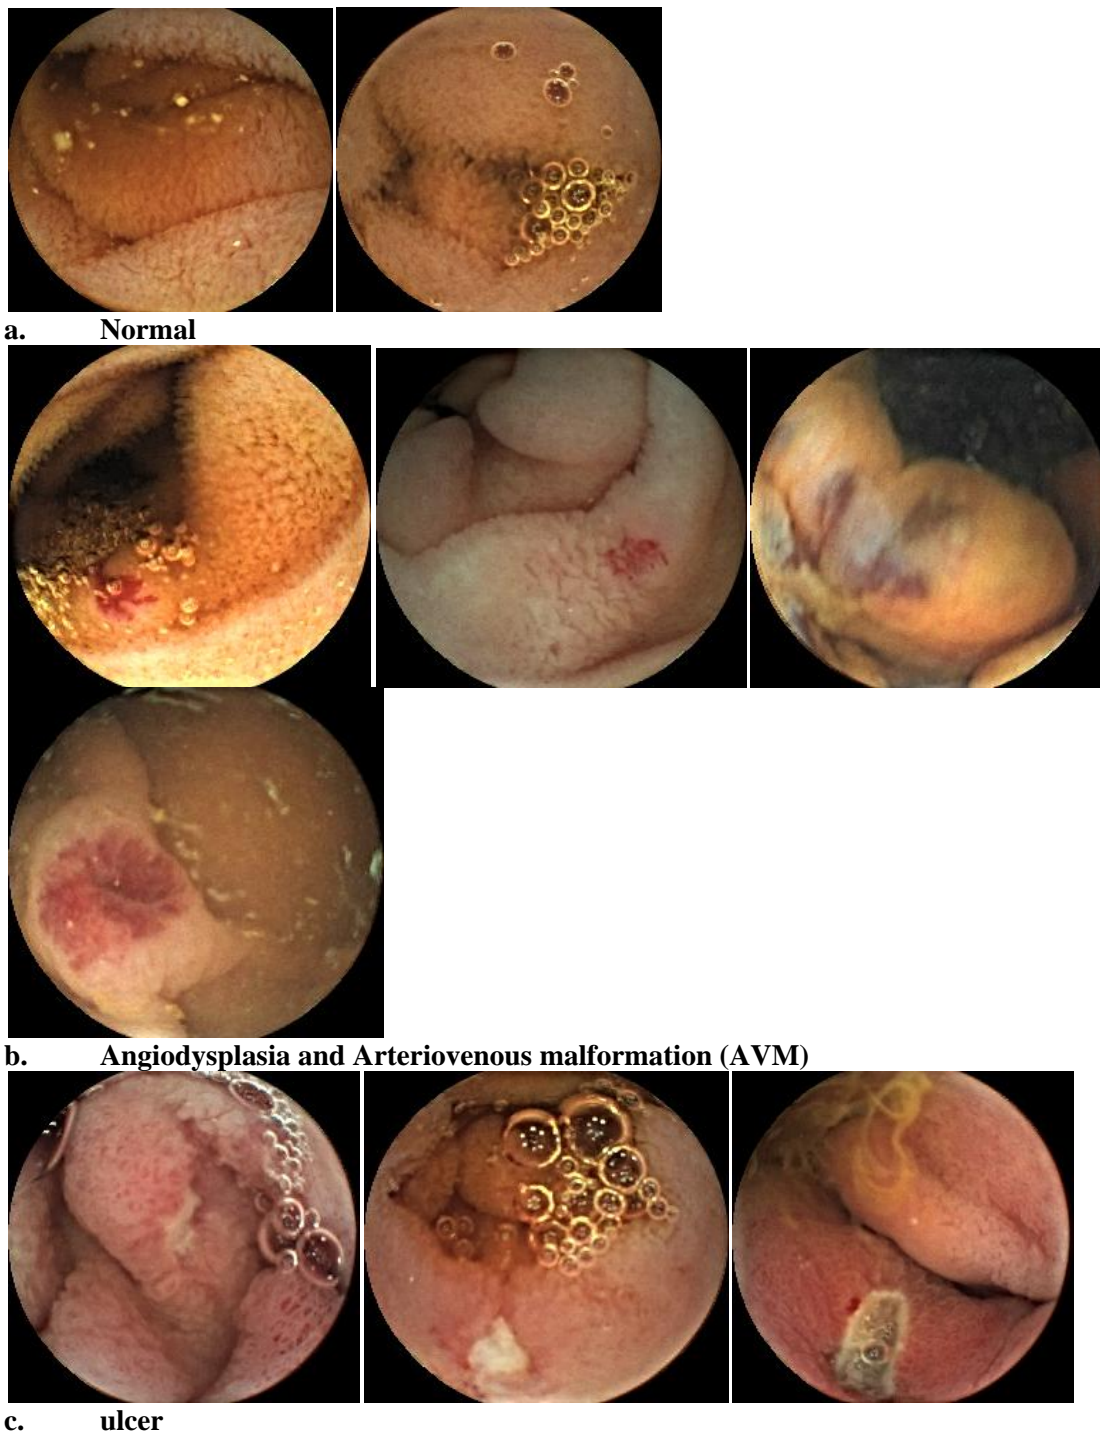 a. Normal
b. Angiodysplasia and Arteriovenous malformation (AVM)
c. ulcer